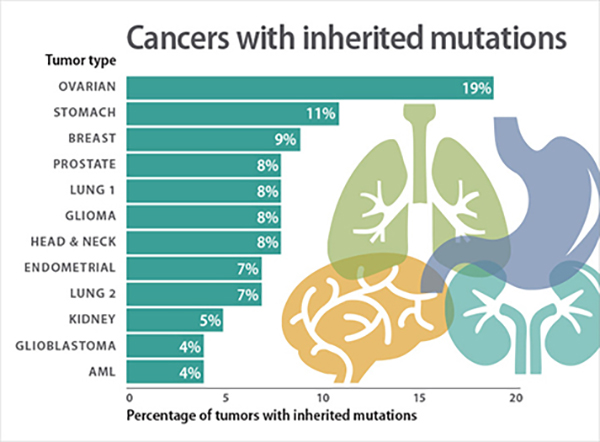 Cancers with inherited mutations
Tumor type
OVARIAN 19%
STOMACH 11%
BREAST 9%
PROSTATE 8%
LUNG 1 8%
GLIOMA 8%
HEAD & NECK 8%
ENDOMETRIAL 7%
LUNG 2 7%
KIDNEY 5%
GLIOBLASTOMA 4%
AML 4%
0 5 10 15 20
Percentage of tumors with inherited mutations